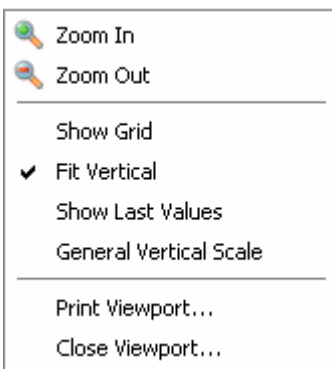 Zoom In
Zoom Out
Show Grid
Fit Vertical
Show Last Values
General Vertical Scale
Print Viewport...
Close Viewport...